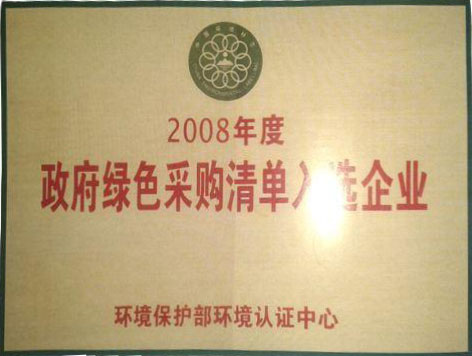 2008年度
政府绿色采购清单入选企业
环境保护部环境认证中心